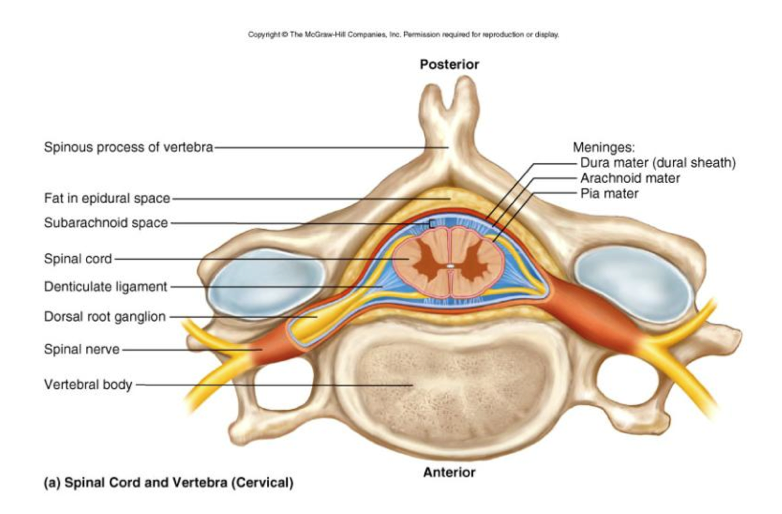 Copyright © The McGraw-Hill Companies, Inc. Permission required for reproduction or display.
Posterior
Spinous process of vertebra
Fat in epidural space
Subarachnoid space
Spinal cord
Denticulate ligament
Dorsal root ganglion
Spinal nerve
Vertebral body
Meninges:
Dura mater (dural sheath)
Arachnoid mater
Pia mater
Anterior
(a) Spinal Cord and Vertebra (Cervical)